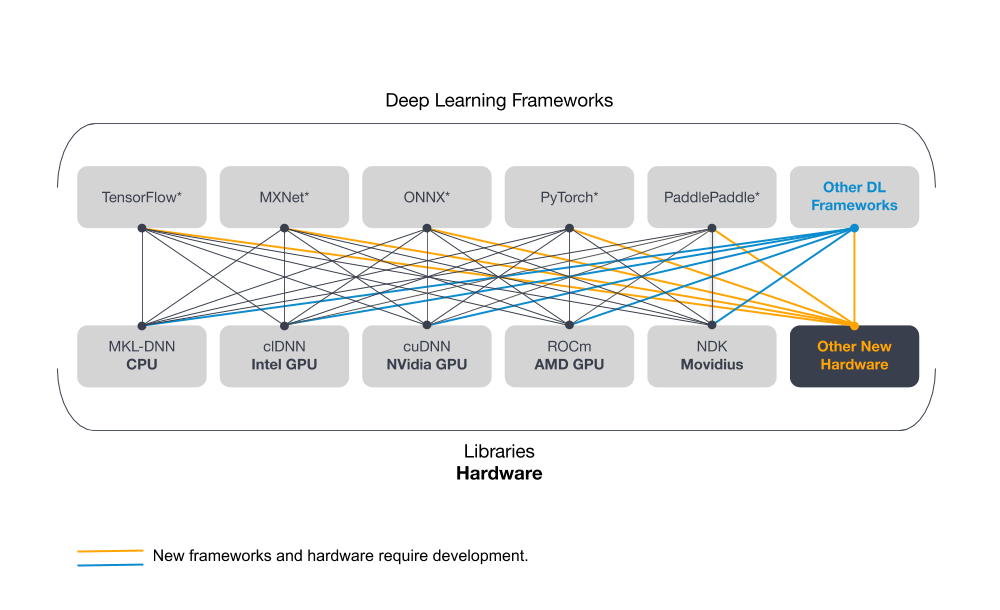 Deep Learning Frameworks
TensorFlow*
MXNet*
ONNX*
PyTorch*
PaddlePaddle*
Other DL
Frameworks
MKL-DNN
CPU
clDNN
Intel GPU
cuDNN
NVidia GPU
ROCm
AMD GPU
NDK
Movidius
Other New
Hardware
Libraries
Hardware
New frameworks and hardware require development.